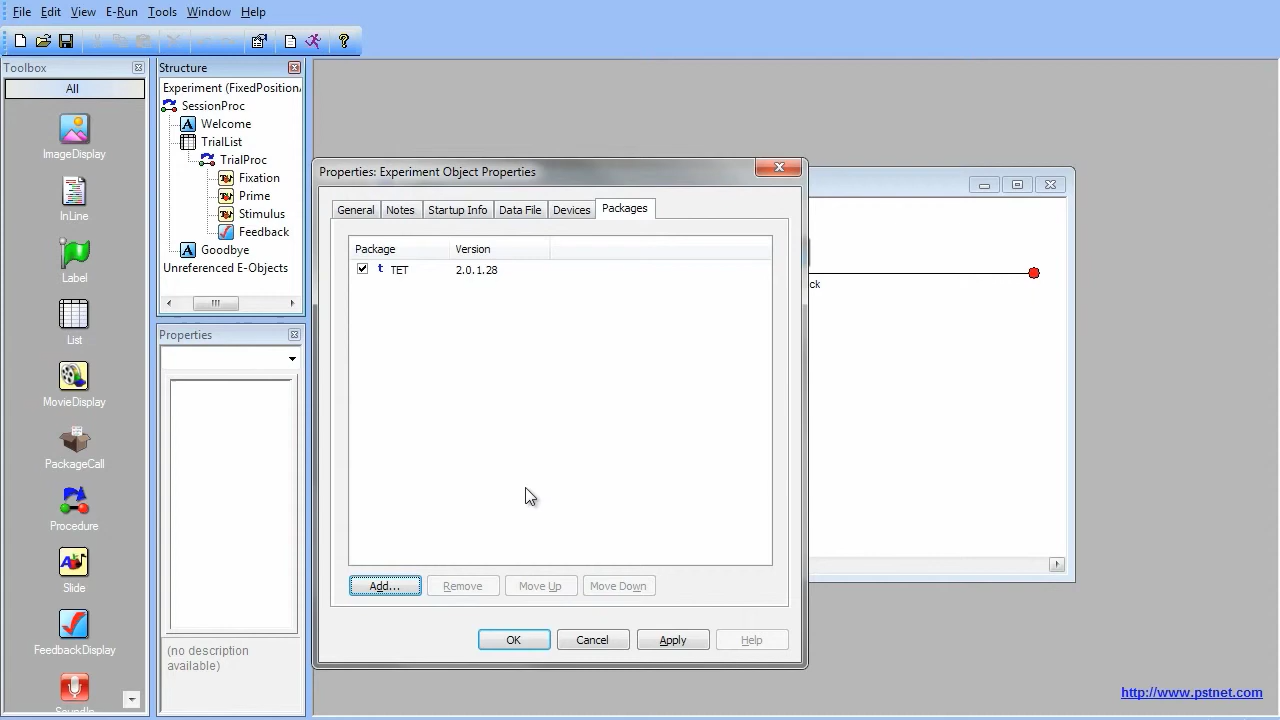 File Edit View E-Run Tools Window Help
Toolbox
All
ImageDisplay
InLine
Label
List
MovieDisplay
PackageCall
Procedure
Slide
FeedbackDisplay
Structure
Experiment (FixedPosition
SessionProc
Welcome
TrialList
TrialProc
Fixation
Prime
Stimulus
Feedback
Goodbye
Unreferenced E-Objects
Properties
(no description
available)
Properties: Experiment Object Properties
General Notes Startup Info Data File Devices Packages
Package Version
TET 2.0.1.28
Add... Remove Move Up Move Down
OK Cancel Apply Help
ck
http://www.pstnet.com